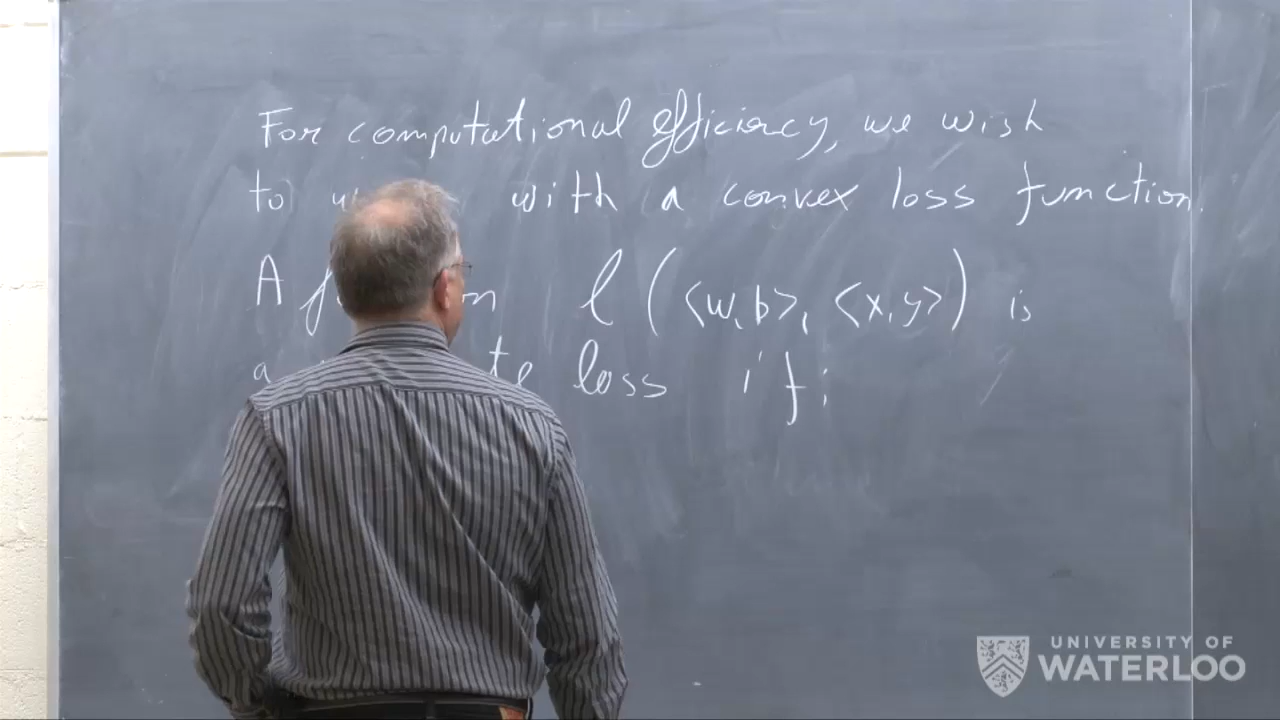 For computational efficiency, we wish
to with a convex loss function.
A l(<w,b>, <x,y>) is
a loss if:
UNIVERSITY OF
WATERLOO